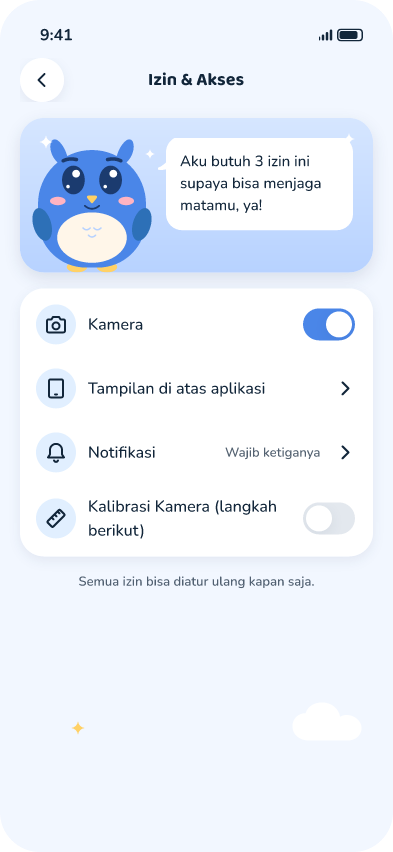 9:41
Izin & Akses
Aku butuh 3 izin ini
supaya bisa menjaga
matamu, ya!
Kamera
Tampilan di atas aplikasi
Notifikasi
Wajib ketiganya
Kalibrasi Kamera (langkah
berikut)
Semua izin bisa diatur ulang kapan saja.